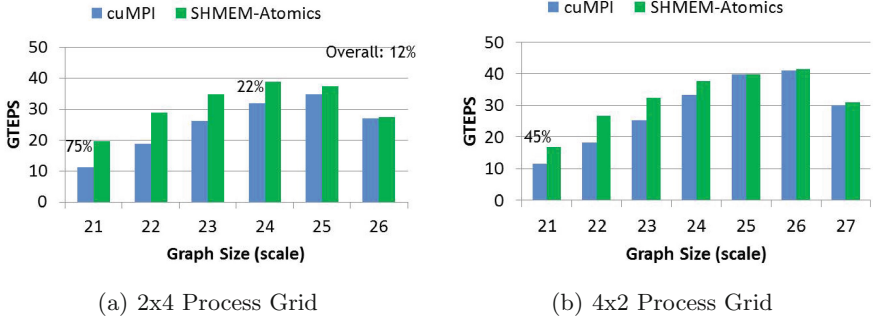 cuMPI SHMEM-Atomics
Overall: 12%
50
40
30
20
10
0
GTEPS
75%
22%
21 22 23 24 25 26
Graph Size (scale)
(a) 2x4 Process Grid
cuMPI SHMEM-Atomics
50
40
30
20
10
0
GTEPS
45%
21 22 23 24 25 26 27
Graph Size (scale)
(b) 4x2 Process Grid